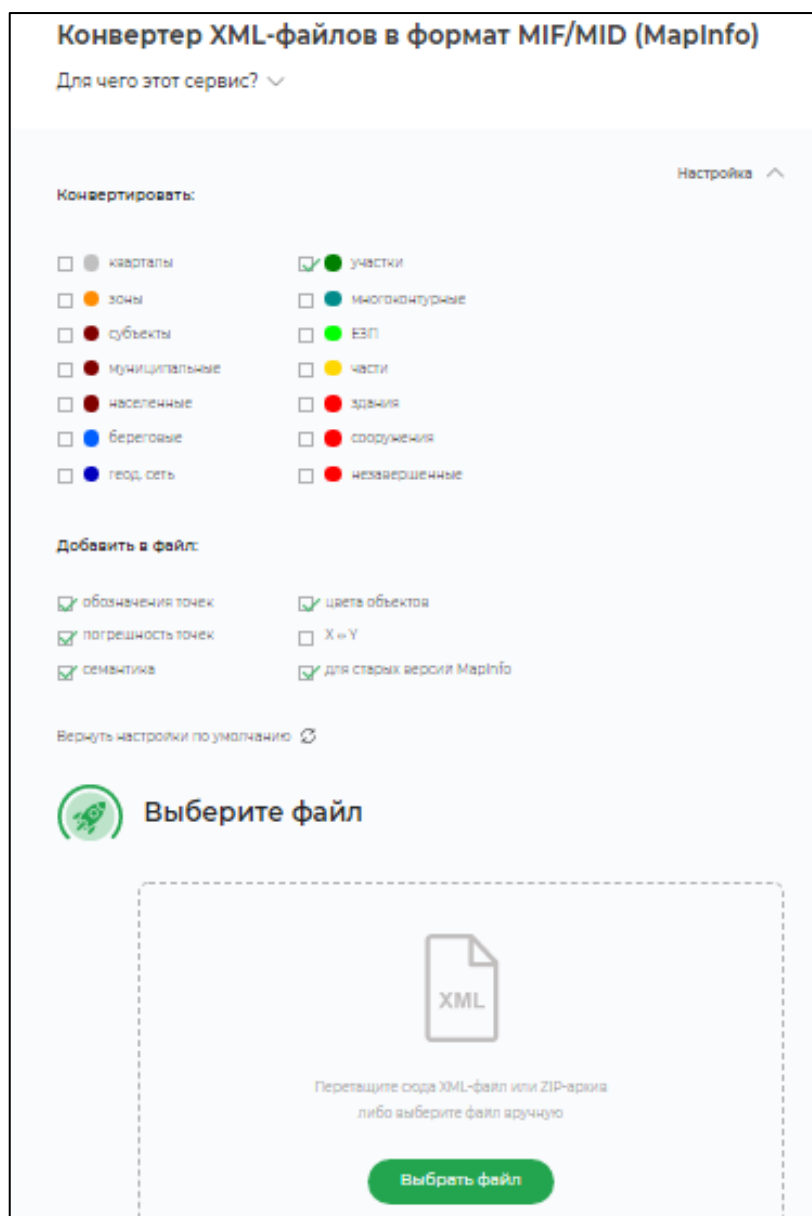 Конвертер XML-файлов в формат MIF/MID (MapInfo)
Для чего этот сервис?
Настройка
Конвертировать:
кварталы
участки
зоны
многоконтурные
субъекты
ЕЗП
муниципальные
части
населенные
здания
береговые
сооружения
геод. сеть
незавершенные
Добавить в файл:
обозначения точек
цвета объектов
погрешность точек
X ⇔ Y
семантика
для старых версий MapInfo
Вернуть настройки по умолчанию
Выберите файл
XML
Перетащите сюда XML-файл или ZIP-архив
либо выберите файл вручную
Выбрать файл